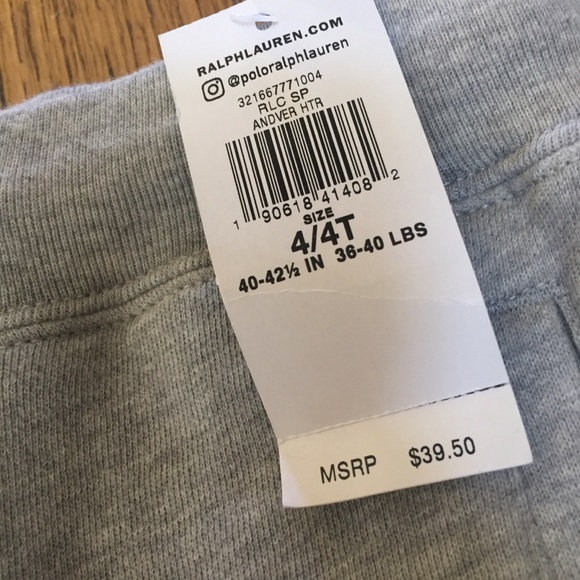 RALPHLAUREN.COM
@poloralphlauren
321667771004
RLC SP
ANDVER HTR
1 90618 41408 2
SIZE
4/4T
40-42½ IN 36-40 LBS
MSRP $39.50